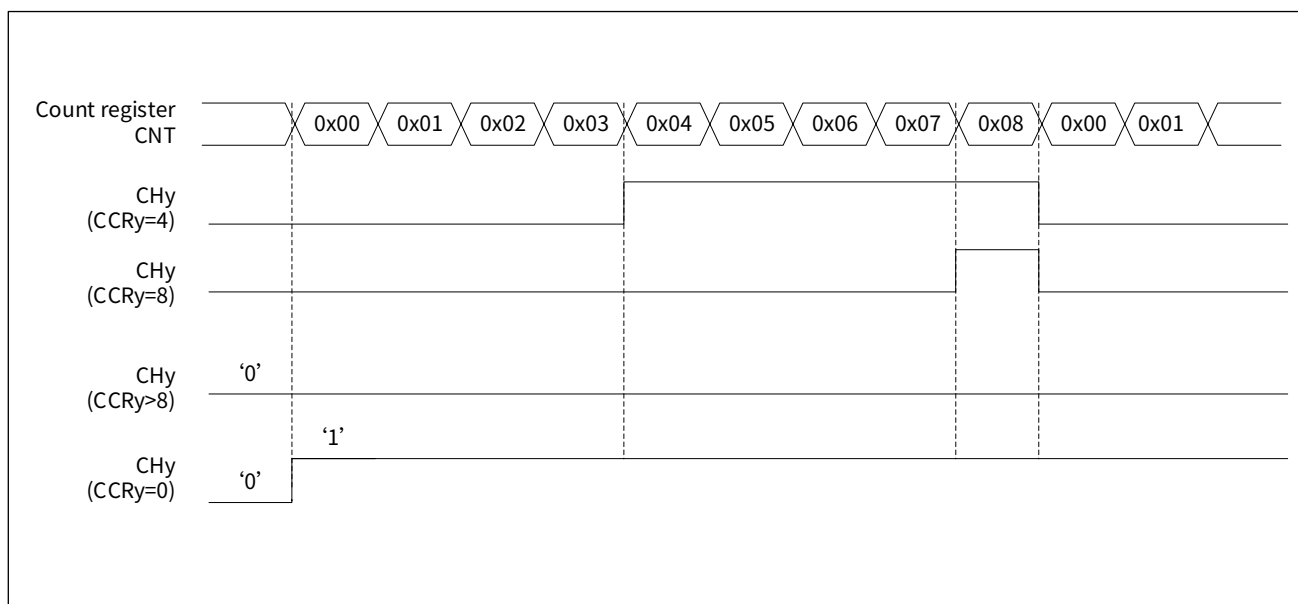 Count register
CNT
0x00 0x01 0x02 0x03 0x04 0x05 0x06 0x07 0x08 0x00 0x01
CHy
(CCRy=4)
CHy
(CCRy=8)
CHy
(CCRy>8)
‘0’
‘1’
CHy
(CCRy=0)
‘0’